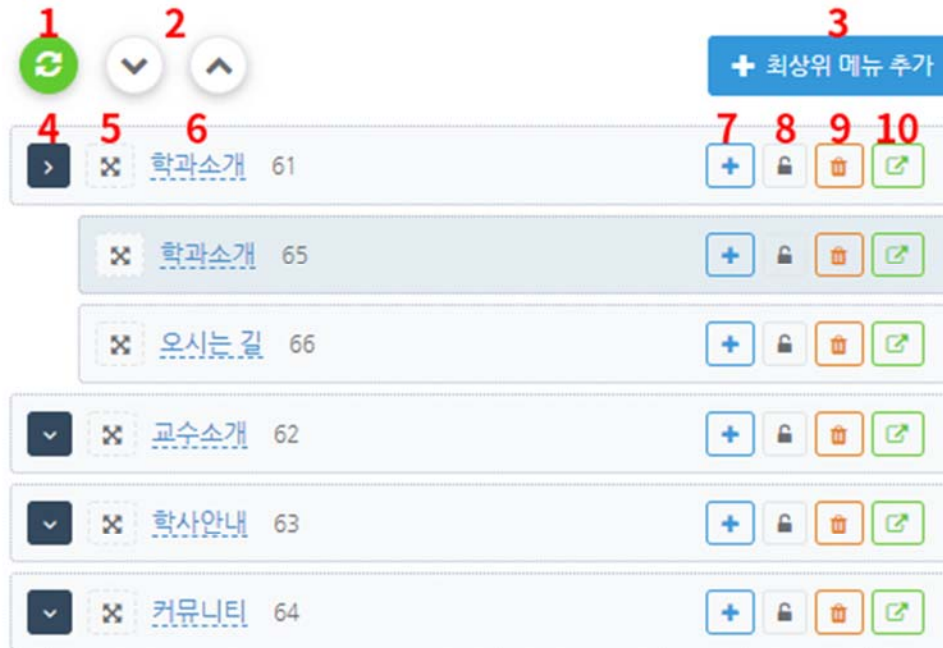 1 2 3
최상위 메뉴 추가
4 5 6 7 8 9 10
학과소개 61
학과소개 65
오시는 길 66
교수소개 62
학사안내 63
커뮤니티 64